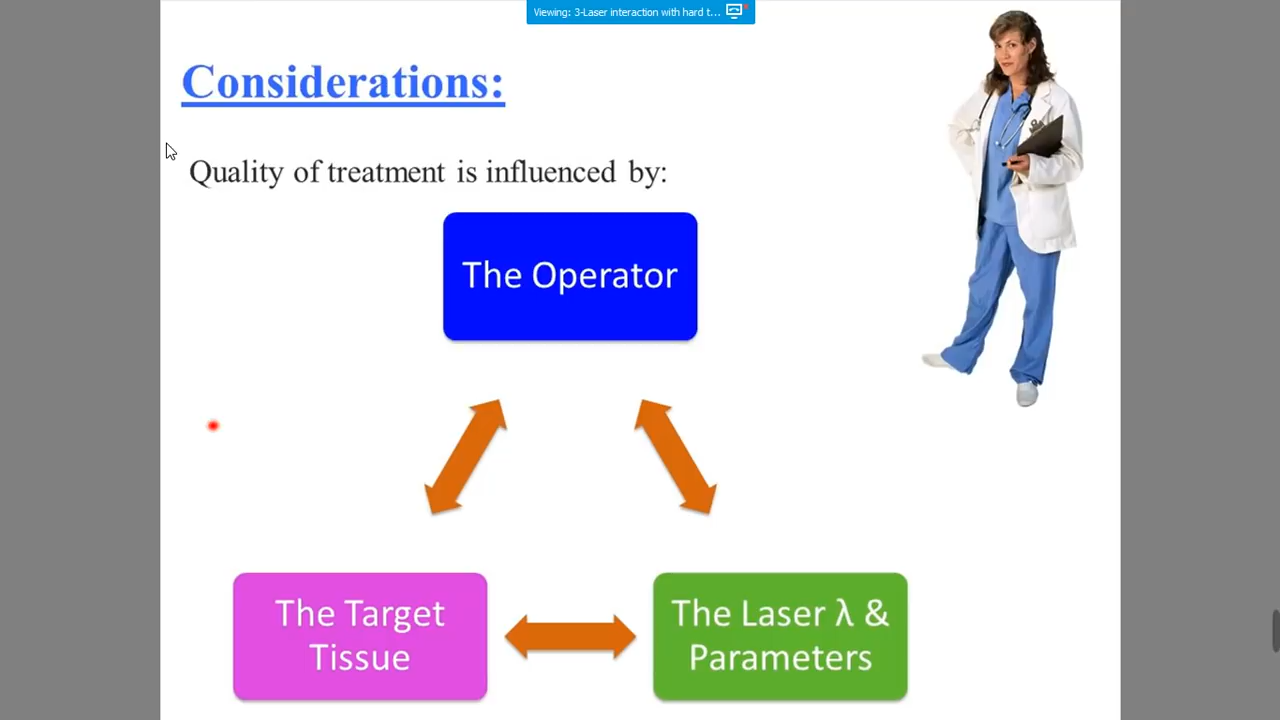 Viewing: 3-Laser interaction with hard t...
Considerations:
Quality of treatment is influenced by:
The Operator
The Target
Tissue
The Laser λ &
Parameters